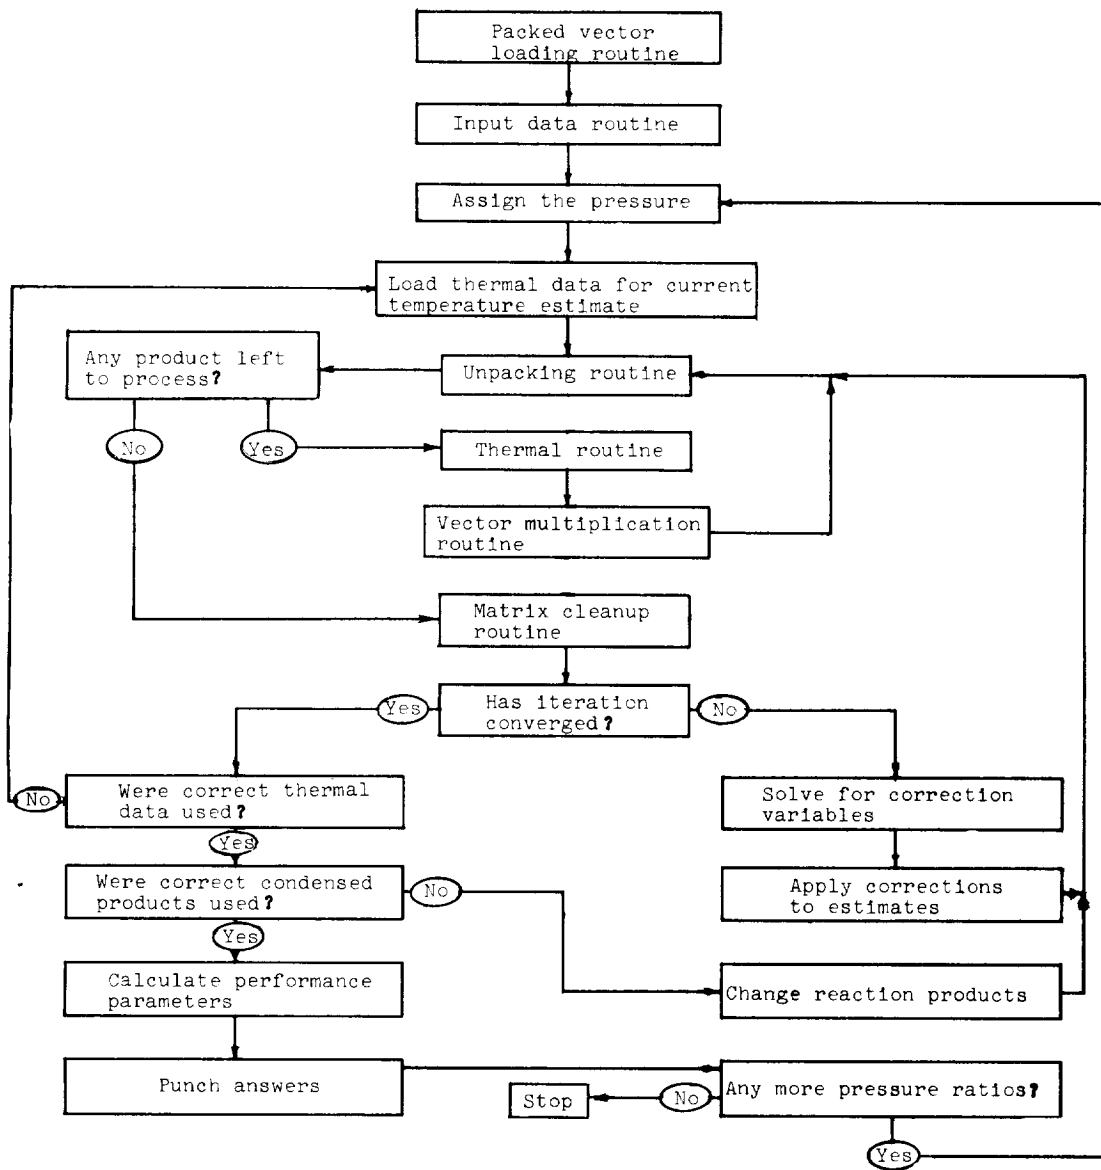 Packed vector
loading routine
Input data routine
Assign the pressure
Load thermal data for current
temperature estimate
Any product left
to process?
Unpacking routine
No
Yes
Thermal routine
Vector multiplication
routine
Matrix cleanup
routine
Has iteration
converged?
Yes
No
Were correct thermal
data used?
No
Yes
Solve for correction
variables
Were correct condensed
products used?
No
Yes
Apply corrections
to estimates
Calculate performance
parameters
Change reaction products
Punch answers
Any more pressure ratios?
No
Stop
Yes